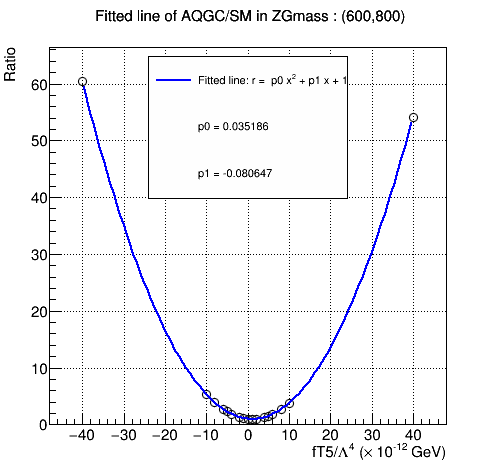 Fitted line of AQGC/SM in ZGmass : (600,800)
Ratio
Fitted line: r = p0 x² + p1 x + 1
p0 = 0.035186
p1 = -0.080647
60
50
40
30
20
10
0
−40 −30 −20 −10 0 10 20 30 40
fT5/Λ⁴ (× 10⁻¹² GeV)